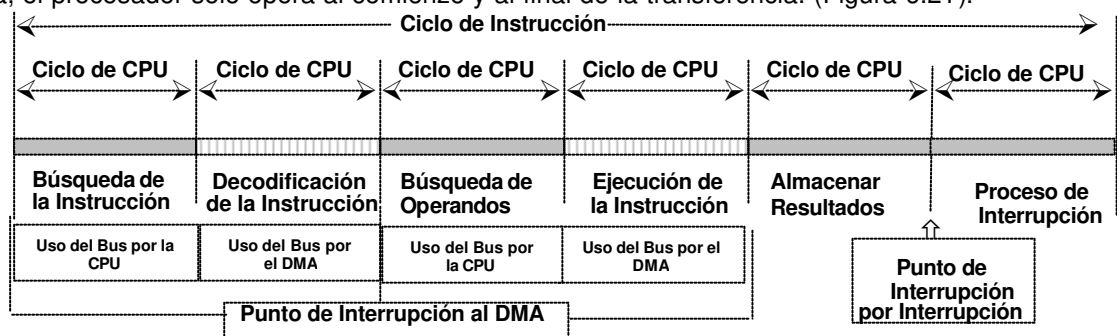 el procesador solo opera al comienzo y al final de la transferencia.
Ciclo de Instrucción
Ciclo de CPU Ciclo de CPU Ciclo de CPU Ciclo de CPU Ciclo de CPU Ciclo de CPU
Búsqueda de
la Instrucción
Decodificación
de la Instrucción
Búsqueda de
Operandos
Ejecución de
la Instrucción
Almacenar
Resultados
Proceso de
Interrupción
Uso del Bus por la
CPU
Uso del Bus por
el DMA
Uso del Bus por
la CPU
Uso del Bus por el
DMA
Punto de
Interrupción
por Interrupción
Punto de Interrupción al DMA